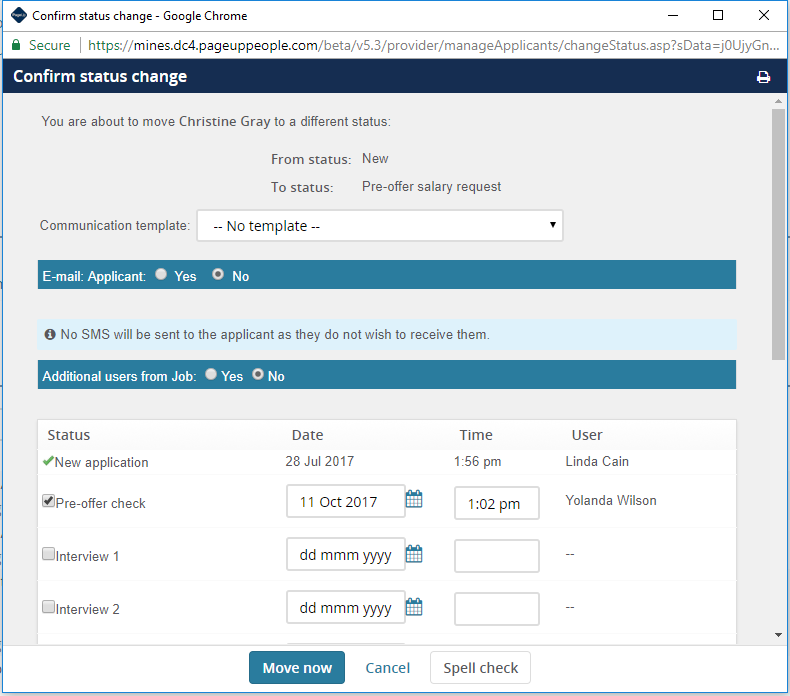 Confirm status change - Google Chrome
Secure | https://mines.dc4.pageuppeople.com/beta/v5.3/provider/manageApplicants/changeStatus.asp?sData=j0UjyGn...
Confirm status change
You are about to move Christine Gray to a different status:
From status: New
To status: Pre-offer salary request
Communication template: -- No template --
E-mail: Applicant: Yes No
No SMS will be sent to the applicant as they do not wish to receive them.
Additional users from Job: Yes No
Status Date Time User
New application 28 Jul 2017 1:56 pm Linda Cain
Pre-offer check 11 Oct 2017 1:02 pm Yolanda Wilson
Interview 1 dd mmm yyyy --
Interview 2 dd mmm yyyy --
Move now Cancel Spell check